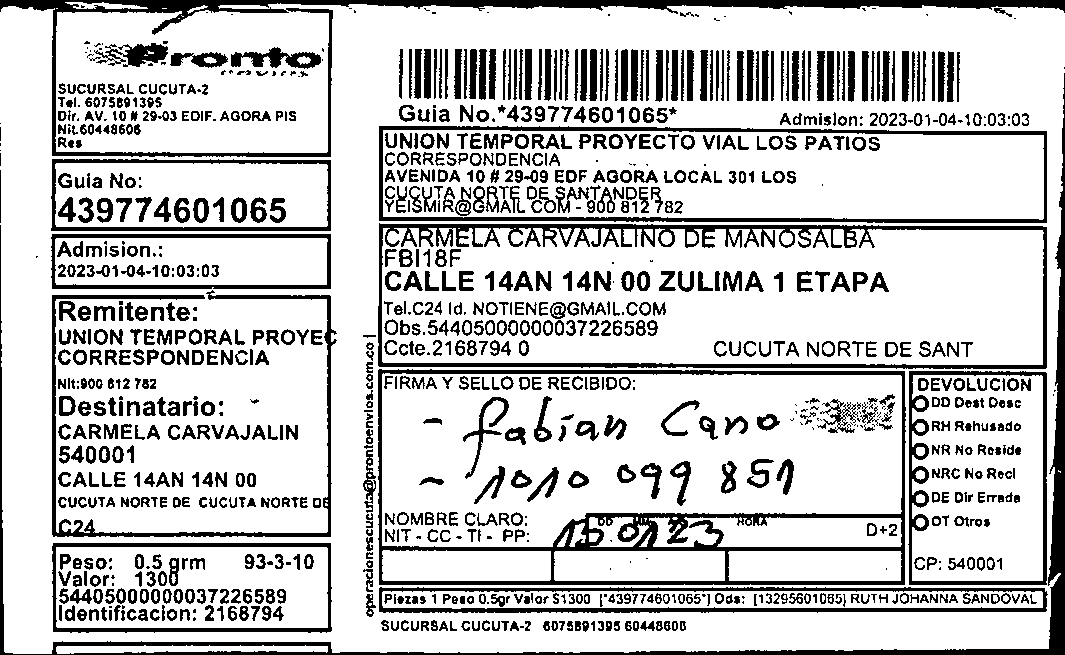 Pronto
envios
SUCURSAL CUCUTA-2
Tel. 6075891395
Dir. AV. 10 # 29-03 EDIF. AGORA PIS
Nit.60448606
Res
Guia No:
439774601065
Admision.:
2023-01-04-10:03:03
Remitente:
UNION TEMPORAL PROYEC
CORRESPONDENCIA
Nit:900 812 782
Destinatario:
CARMELA CARVAJALIN
540001
CALLE 14AN 14N 00
CUCUTA NORTE DE CUCUTA NORTE DE
C24
Peso: 0.5 grm 93-3-10
Valor: 1300
54405000000037226589
Identificacion: 2168794
operacionescucuta@prontoenvios.com.co
Guia No.*439774601065*
Admision: 2023-01-04-10:03:03
UNION TEMPORAL PROYECTO VIAL LOS PATIOS
CORRESPONDENCIA
AVENIDA 10 # 29-09 EDF AGORA LOCAL 301 LOS
CUCUTA NORTE DE SANTANDER
YEISMIR@GMAIL COM - 900 812 782
CARMELA CARVAJALINO DE MANOSALBA
FBI18F
CALLE 14AN 14N 00 ZULIMA 1 ETAPA
Tel.C24 Id. NOTIENE@GMAIL.COM
Obs.54405000000037226589
Ccte.2168794 0 CUCUTA NORTE DE SANT
FIRMA Y SELLO DE RECIBIDO:
- fabian Cano
- 1010 099 851
NOMBRE CLARO:
NIT - CC - TI - PP:
DD MM HORA
15.0123
D+2
DEVOLUCION
DD Dest Desc
RH Rehusado
NR No Reside
NRC No Recl
DE Dir Errada
OT Otros
CP: 540001
Piezas 1 Peso 0.5gr Valor $1300 [*439774601065*] Ods: [13295601065] RUTH JOHANNA SANDOVAL
SUCURSAL CUCUTA-2 6075891395 60448606